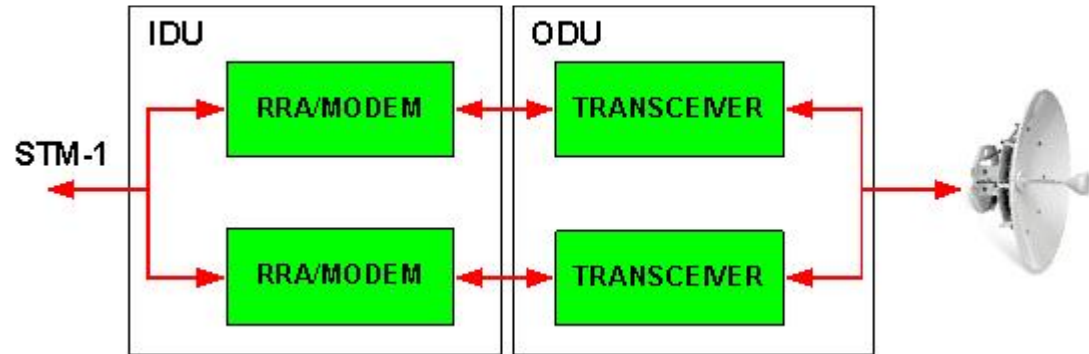 IDU
ODU
RRA/MODEM
TRANSCEIVER
STM-1
RRA/MODEM
TRANSCEIVER